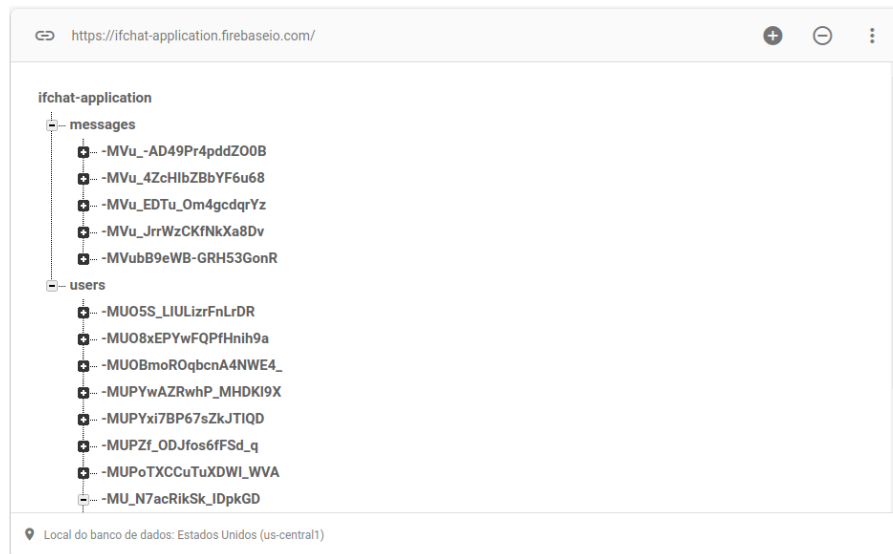 https://ifchat-application.firebaseio.com/
ifchat-application
messages
-MVu_-AD49Pr4pddZO0B
-MVu_4ZcHIbZBbYF6u68
-MVu_EDTu_Om4gcdqrYz
-MVu_JrrWzCKfNkXa8Dv
-MVubB9eWB-GRH53GonR
users
-MUO5S_LIULizrFnLrDR
-MUO8xEPYwFQPfHnih9a
-MUOBmoROqbcnA4NWE4_
-MUPYwAZRwhP_MHDKI9X
-MUPYxi7BP67sZkJTIQD
-MUPZf_ODJfos6fFSd_q
-MUPoTXCCuTuXDWI_WVA
-MU_N7acRikSk_IDpkGD
Local do banco de dados: Estados Unidos (us-central1)